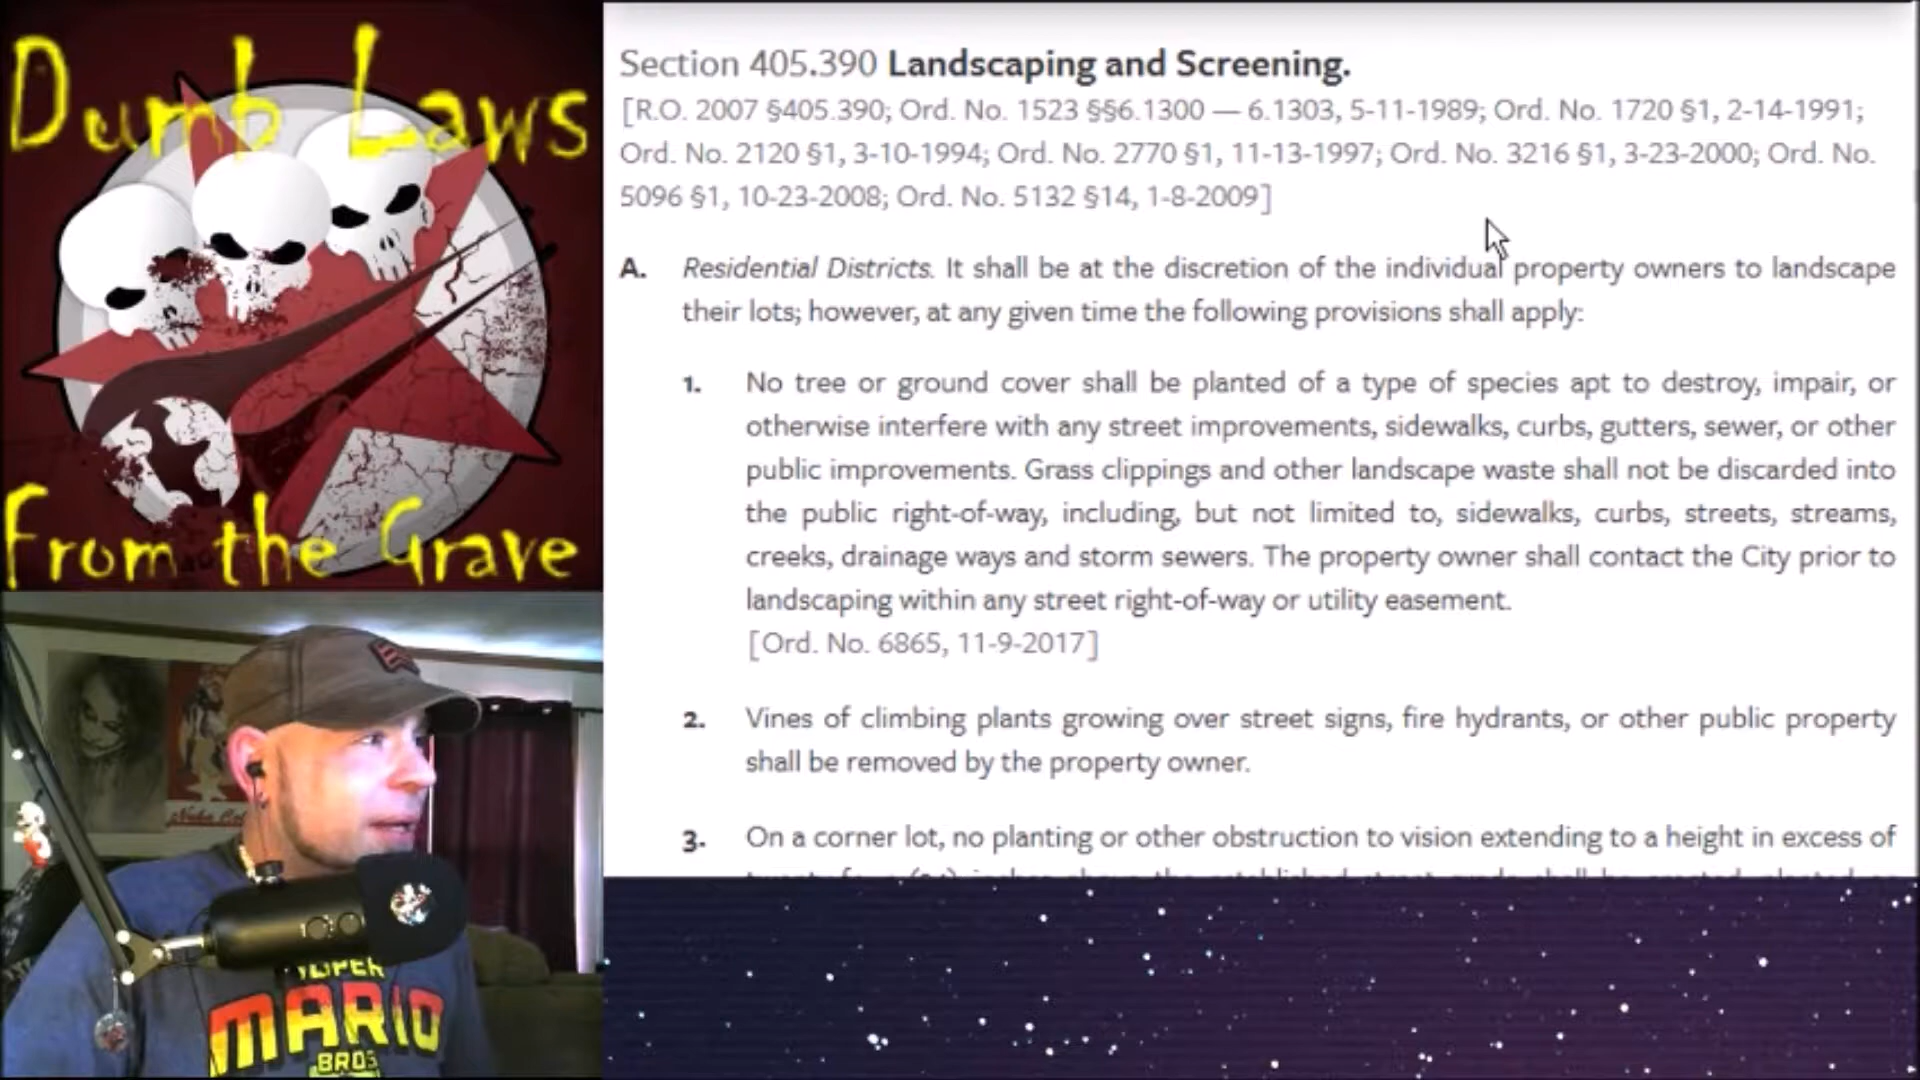 Dumb Laws
From the Grave
Section 405.390 Landscaping and Screening.
[R.O. 2007 §405.390; Ord. No. 1523 §§6.1300 — 6.1303, 5-11-1989; Ord. No. 1720 §1, 2-14-1991;
Ord. No. 2120 §1, 3-10-1994; Ord. No. 2770 §1, 11-13-1997; Ord. No. 3216 §1, 3-23-2000; Ord. No.
5096 §1, 10-23-2008; Ord. No. 5132 §14, 1-8-2009]
A. Residential Districts. It shall be at the discretion of the individual property owners to landscape
their lots; however, at any given time the following provisions shall apply:
1. No tree or ground cover shall be planted of a type of species apt to destroy, impair, or
otherwise interfere with any street improvements, sidewalks, curbs, gutters, sewer, or other
public improvements. Grass clippings and other landscape waste shall not be discarded into
the public right-of-way, including, but not limited to, sidewalks, curbs, streets, streams,
creeks, drainage ways and storm sewers. The property owner shall contact the City prior to
landscaping within any street right-of-way or utility easement.
[Ord. No. 6865, 11-9-2017]
2. Vines of climbing plants growing over street signs, fire hydrants, or other public property
shall be removed by the property owner.
3. On a corner lot, no planting or other obstruction to vision extending to a height in excess of
MARIO
BROS